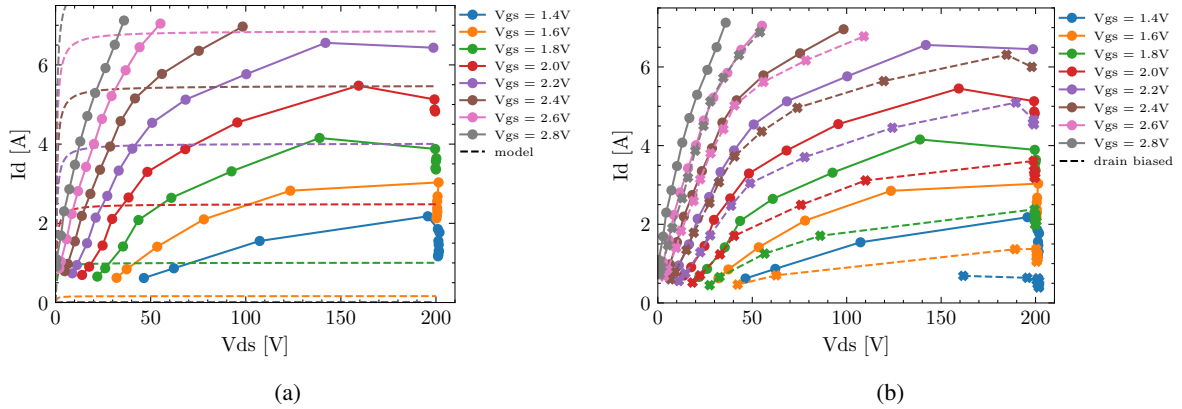 Id [A]
6
4
2
0
0 50 100 150 200
Vds [V]
Vgs = 1.4V
Vgs = 1.6V
Vgs = 1.8V
Vgs = 2.0V
Vgs = 2.2V
Vgs = 2.4V
Vgs = 2.6V
Vgs = 2.8V
model
(a)
Id [A]
6
4
2
0
0 50 100 150 200
Vds [V]
Vgs = 1.4V
Vgs = 1.6V
Vgs = 1.8V
Vgs = 2.0V
Vgs = 2.2V
Vgs = 2.4V
Vgs = 2.6V
Vgs = 2.8V
drain biased
(b)